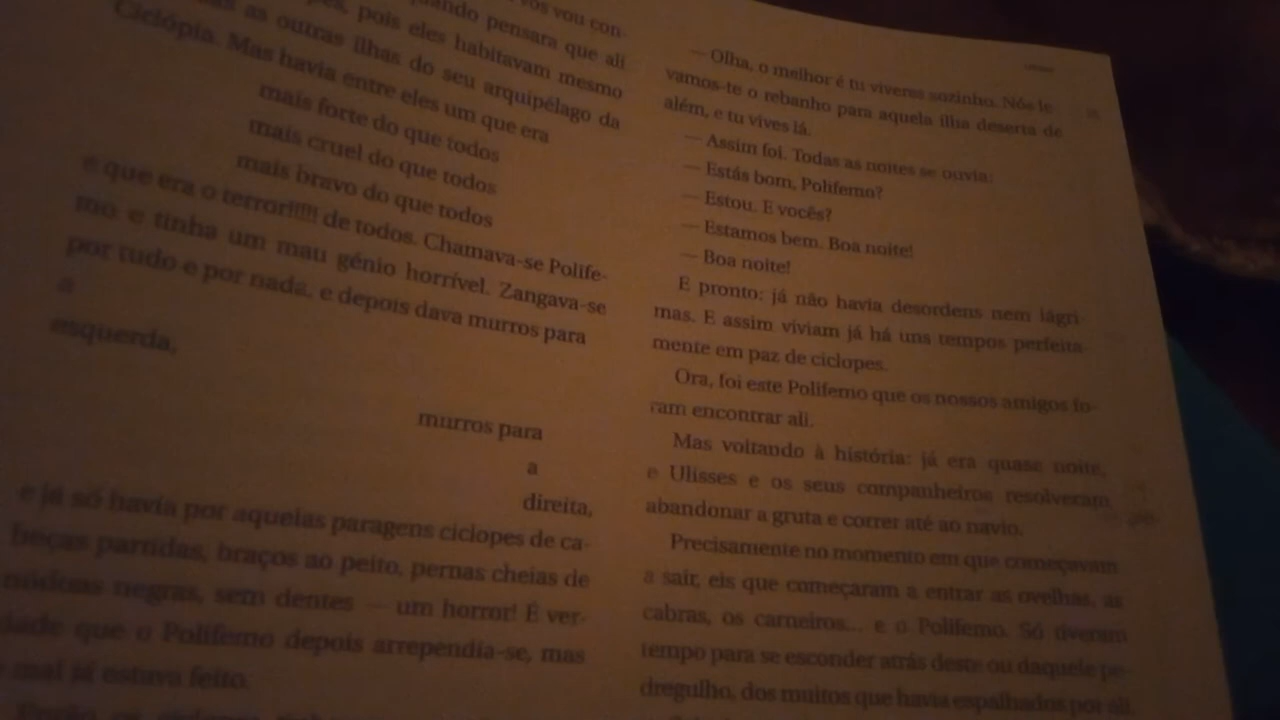 vos vou con-
quando pensara que ali
pois eles habitavam mesmo
as outras ilhas do seu arquipélago da
Ciclópia. Mas havia entre eles um que era
mais forte do que todos
mais cruel do que todos
mais bravo do que todos
e que era o terror!!!!! de todos. Chamava-se Polife-
mo, e tinha um mau génio horrível. Zangava-se
por tudo e por nada, e depois dava murros para
a
esquerda,
murros para
a
direita,
e já só havia por aquelas paragens ciclopes de ca-
beças partidas, braços ao peito, pernas cheias de
nódoas negras, sem dentes — um horror! É ver-
dade que o Polifemo depois arrependia-se, mas
mal já estava feito.
— Olha, o melhor é tu viveres sozinho. Nós le-
vamos-te o rebanho para aquela ilha deserta de
além, e tu vives lá.
— Assim foi. Todas as noites se ouvia:
— Estás bom, Polifemo?
— Estou. E vocês?
— Estamos bem. Boa noite!
— Boa noite!
E pronto: já não havia desordens nem lágri-
mas. E assim viviam já há uns tempos perfeita-
mente em paz de ciclopes.
Ora, foi este Polifemo que os nossos amigos fo-
ram encontrar ali.
Mas voltando à história: já era quase noite,
e Ulisses e os seus companheiros resolveram
abandonar a gruta e correr até ao navio.
Precisamente no momento em que começavam
a sair, eis que começaram a entrar as ovelhas, as
cabras, os carneiros... e o Polifemo. Só tiveram
tempo para se esconder atrás deste ou daquele pe-
dregulho, dos muitos que havia espalhados por ali.